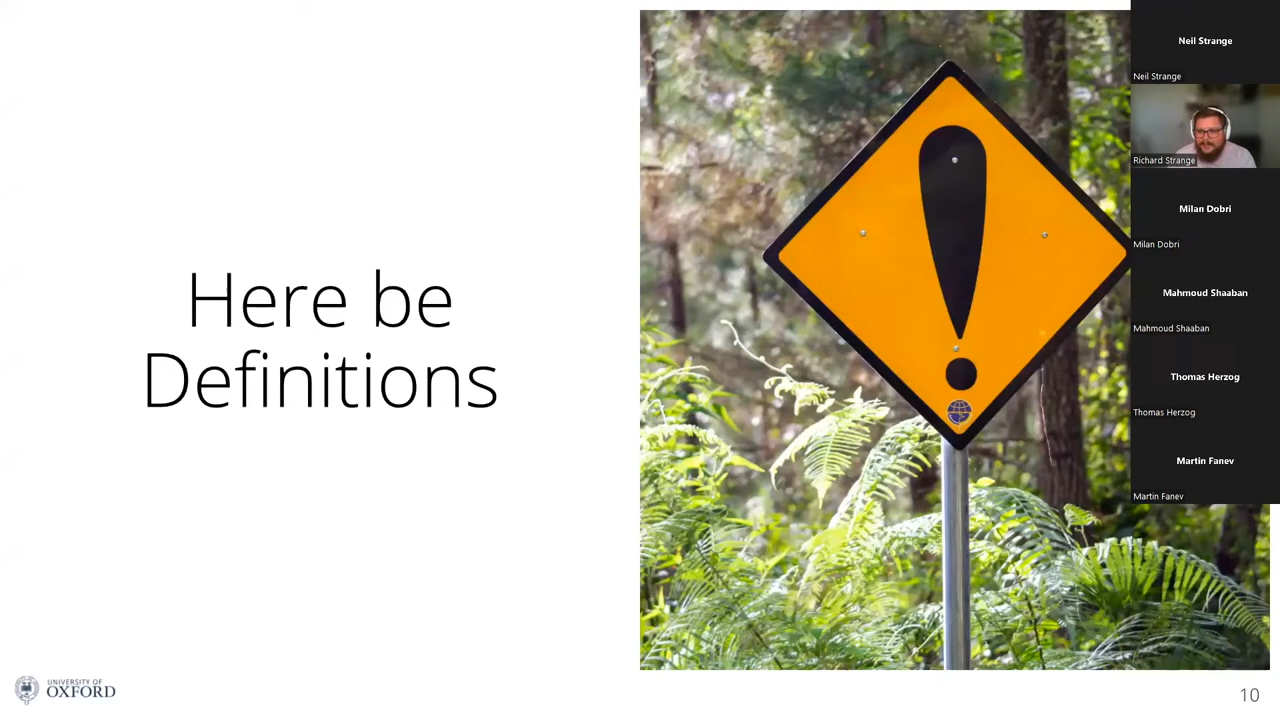 Here be
Definitions
UNIVERSITY OF
OXFORD
10
Neil Strange
Neil Strange
Richard Strange
Milan Dobri
Milan Dobri
Mahmoud Shaaban
Mahmoud Shaaban
Thomas Herzog
Thomas Herzog
Martin Fanev
Martin Fanev